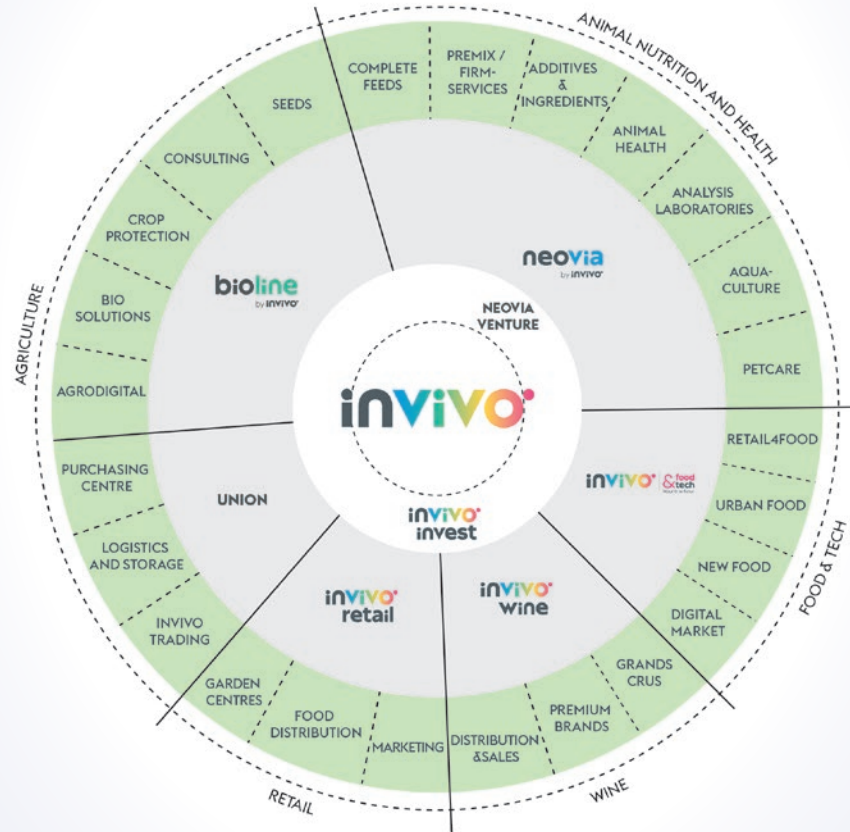 ANIMAL NUTRITION AND HEALTH
COMPLETE
FEEDS
PREMIX /
FIRM-
SERVICES
ADDITIVES
&
INGREDIENTS
ANIMAL
HEALTH
ANALYSIS
LABORATORIES
AQUA-
CULTURE
PETCARE
neovia
by invivo
NEOVIA
VENTURE
FOOD & TECH
RETAIL4FOOD
URBAN FOOD
NEW FOOD
DIGITAL
MARKET
invivo & food
tech
WINE
GRANDS
CRUS
PREMIUM
BRANDS
DISTRIBUTION
&SALES
invivo
wine
RETAIL
MARKETING
FOOD
DISTRIBUTION
GARDEN
CENTRES
invivo
retail
invivo
invest
AGRICULTURE
INVIVO
TRADING
LOGISTICS
AND STORAGE
PURCHASING
CENTRE
UNION
AGRODIGITAL
BIO
SOLUTIONS
CROP
PROTECTION
CONSULTING
SEEDS
bioline
by invivo
invivo